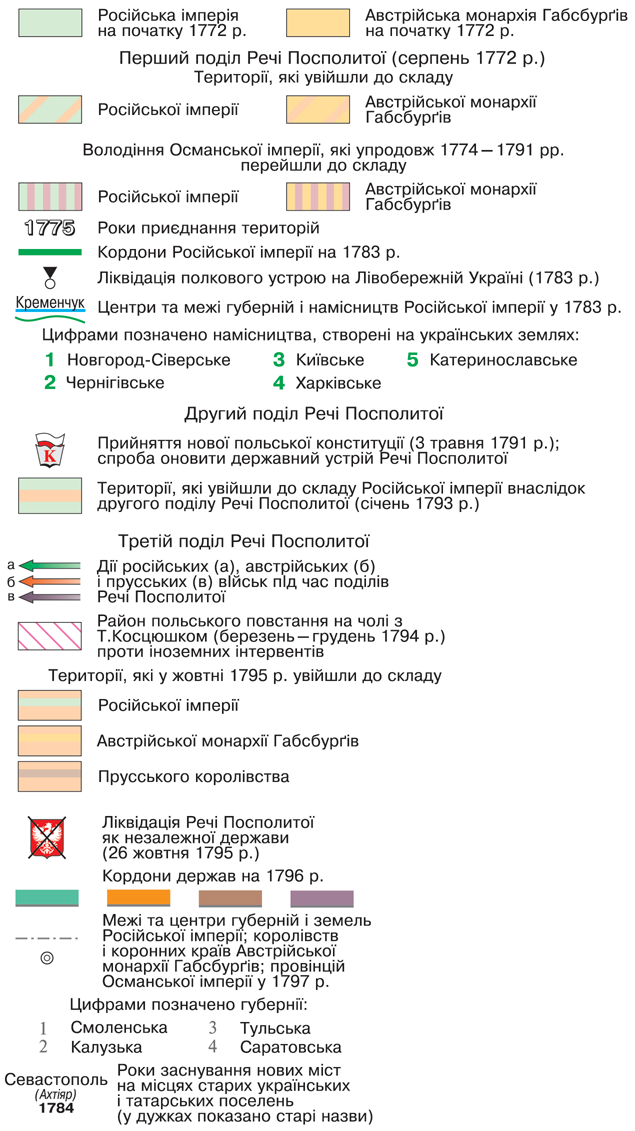 Російська імперія
на початку 1772 р.
Австрійська монархія Габсбурґів
на початку 1772 р.
Перший поділ Речі Посполитої (серпень 1772 р.)
Території, які увійшли до складу
Російської імперії
Австрійської монархії
Габсбурґів
Володіння Османської імперії, які упродовж 1774 – 1791 рр.
перейшли до складу
Російської імперії
Австрійської монархії
Габсбурґів
1775 Роки приєднання територій
Кордони Російської імперії на 1783 р.
Ліквідація полкового устрою на Лівобережній Україні (1783 р.)
Кременчук Центри та межі губерній і намісництв Російської імперії у 1783 р.
Цифрами позначено намісництва, створені на українських землях:
1 Новгород-Сіверське 3 Київське 5 Катеринославське
2 Чернігівське 4 Харківське
Другий поділ Речі Посполитої
К
Прийняття нової польської конституції (3 травня 1791 р.);
спроба оновити державний устрій Речі Посполитої
Території, які увійшли до складу Російської імперії внаслідок
другого поділу Речі Посполитої (січень 1793 р.)
Третій поділ Речі Посполитої
а Дії російських (а), австрійських (б)
б і прусських (в) вІйськ пІд час поділів
в Речі Посполитої
Район польського повстання на чолі з
Т.Косцюшком (березень – грудень 1794 р.)
проти іноземних інтервентів
Території, які у жовтні 1795 р. увійшли до складу
Російської імперії
Австрійської монархії Габсбурґів
Прусського королівства
Ліквідація Речі Посполитої
як незалежної держави
(26 жовтня 1795 р.)
Кордони держав на 1796 р.
Межі та центри губерній і земель
Російської імперії; королівств
і коронних країв Австрійської
монархії Габсбурґів; провінцій
Османської імперії у 1797 р.
Цифрами позначено губернії:
1 Смоленська 3 Тульська
2 Калузька 4 Саратовська
Севастополь
(Ахтіяр)
1784
Роки заснування нових міст
на місцях старих українських
і татарських поселень
(у дужках показано старі назви)